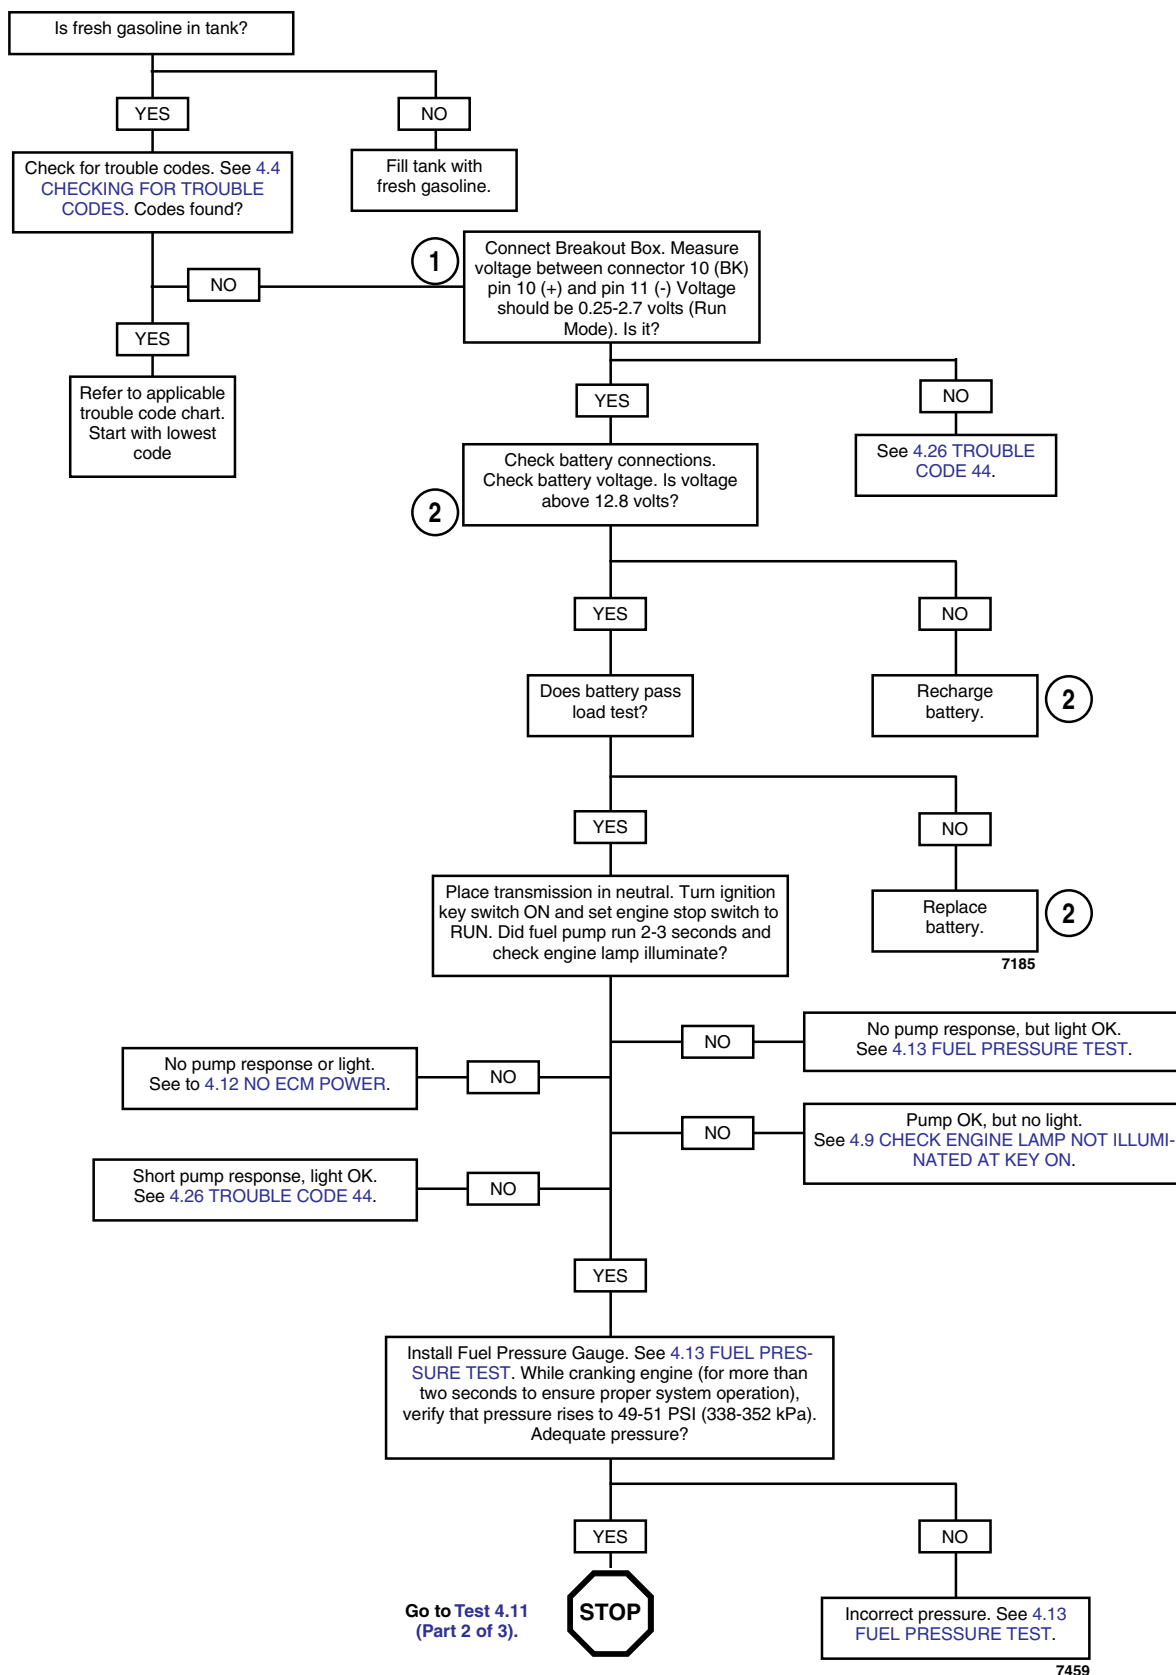 Is fresh gasoline in tank?
YES
NO
Check for trouble codes. See 4.4
CHECKING FOR TROUBLE
CODES. Codes found?
Fill tank with
fresh gasoline.
NO
1
Connect Breakout Box. Measure
voltage between connector 10 (BK)
pin 10 (+) and pin 11 (-) Voltage
should be 0.25-2.7 volts (Run
Mode). Is it?
YES
Refer to applicable
trouble code chart.
Start with lowest
code
YES
NO
See 4.26 TROUBLE
CODE 44.
2
Check battery connections.
Check battery voltage. Is voltage
above 12.8 volts?
YES
NO
Does battery pass
load test?
Recharge
battery.
2
YES
NO
Place transmission in neutral. Turn ignition
key switch ON and set engine stop switch to
RUN. Did fuel pump run 2-3 seconds and
check engine lamp illuminate?
Replace
battery.
2
7185
NO
No pump response, but light OK.
See 4.13 FUEL PRESSURE TEST.
No pump response or light.
See to 4.12 NO ECM POWER.
NO
NO
Pump OK, but no light.
See 4.9 CHECK ENGINE LAMP NOT ILLUMI-
NATED AT KEY ON.
Short pump response, light OK.
See 4.26 TROUBLE CODE 44.
NO
YES
Install Fuel Pressure Gauge. See 4.13 FUEL PRES-
SURE TEST. While cranking engine (for more than
two seconds to ensure proper system operation),
verify that pressure rises to 49-51 PSI (338-352 kPa).
Adequate pressure?
YES
NO
Go to Test 4.11
(Part 2 of 3).
STOP
Incorrect pressure. See 4.13
FUEL PRESSURE TEST.
7459